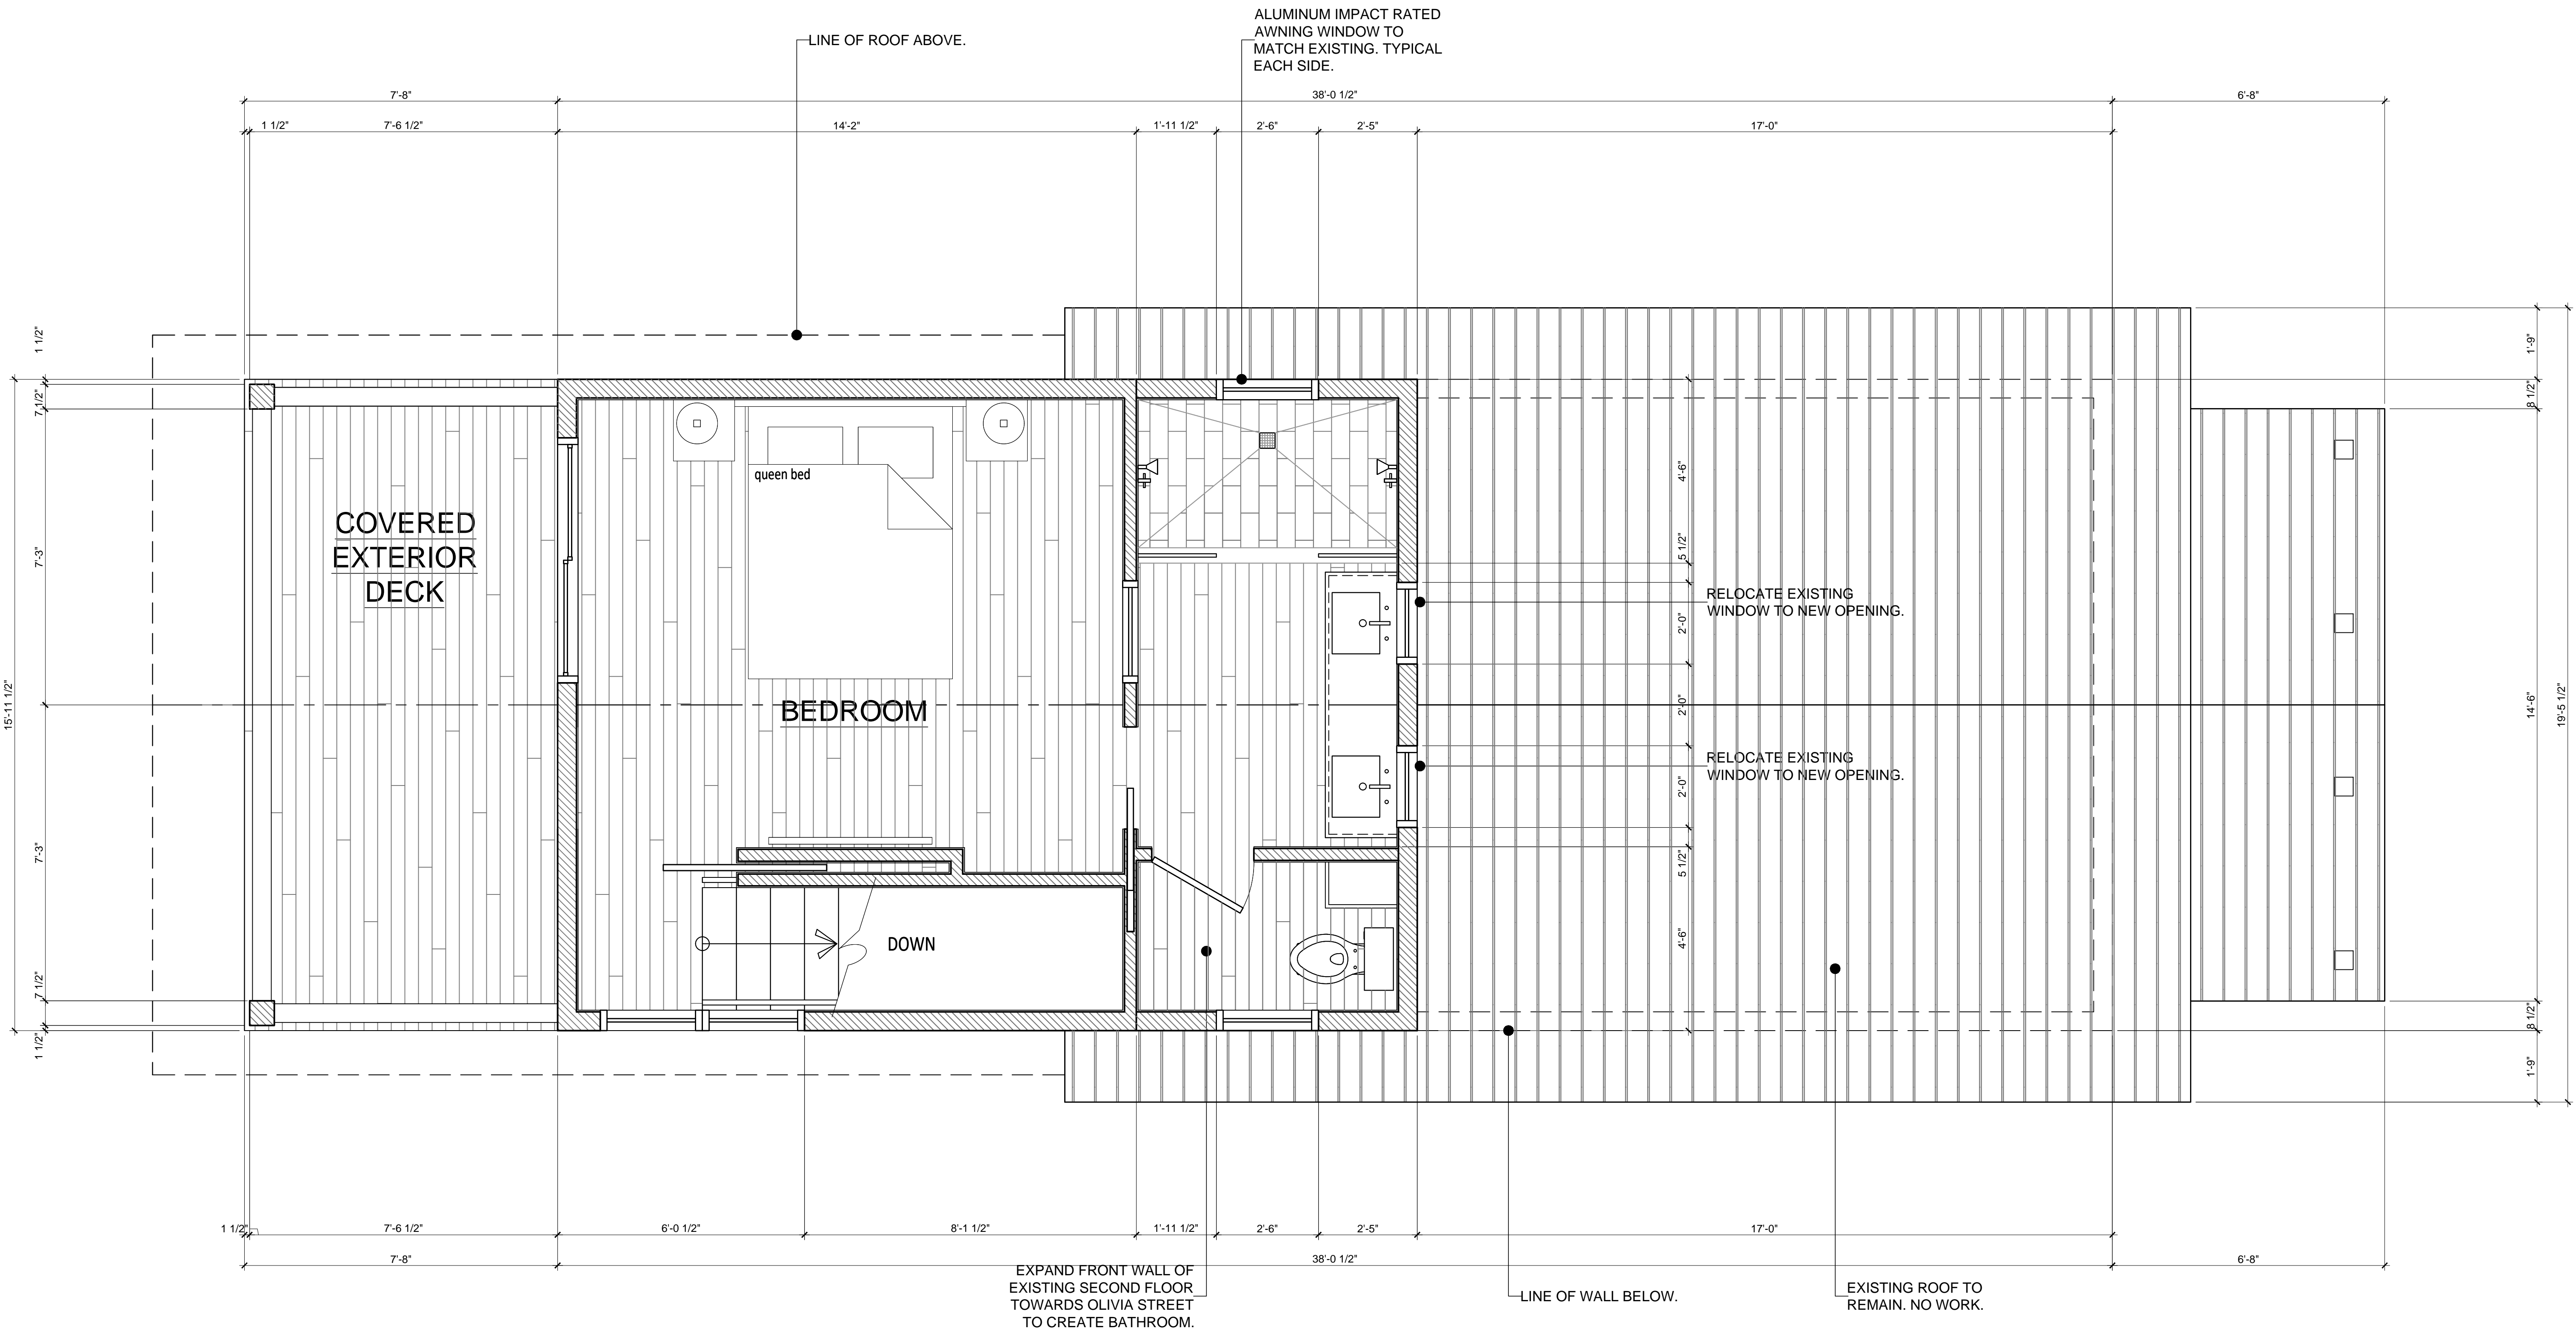 ALUMINUM IMPACT RATED
AWNING WINDOW TO
MATCH EXISTING. TYPICAL
EACH SIDE.
LINE OF ROOF ABOVE.
7'-8"
38'-0 1/2"
6'-8"
1 1/2"
7'-6 1/2"
14'-2"
1'-11 1/2"
2'-6"
2'-5"
17'-0"
1 1/2"
7 1/2"
7'-3"
15'-11 1/2"
7'-3"
7 1/2"
1 1/2"
COVERED
EXTERIOR
DECK
queen bed
BEDROOM
DOWN
4'-6"
5 1/2"
2'-0"
2'-0"
2'-0"
5 1/2"
4'-6"
RELOCATE EXISTING
WINDOW TO NEW OPENING.
RELOCATE EXISTING
WINDOW TO NEW OPENING.
1'-9"
8 1/2"
14'-6"
19'-5 1/2"
8 1/2"
1'-9"
1 1/2"
7'-6 1/2"
6'-0 1/2"
8'-1 1/2"
1'-11 1/2"
2'-6"
2'-5"
17'-0"
7'-8"
38'-0 1/2"
6'-8"
EXPAND FRONT WALL OF
EXISTING SECOND FLOOR
TOWARDS OLIVIA STREET
TO CREATE BATHROOM.
LINE OF WALL BELOW.
EXISTING ROOF TO
REMAIN. NO WORK.